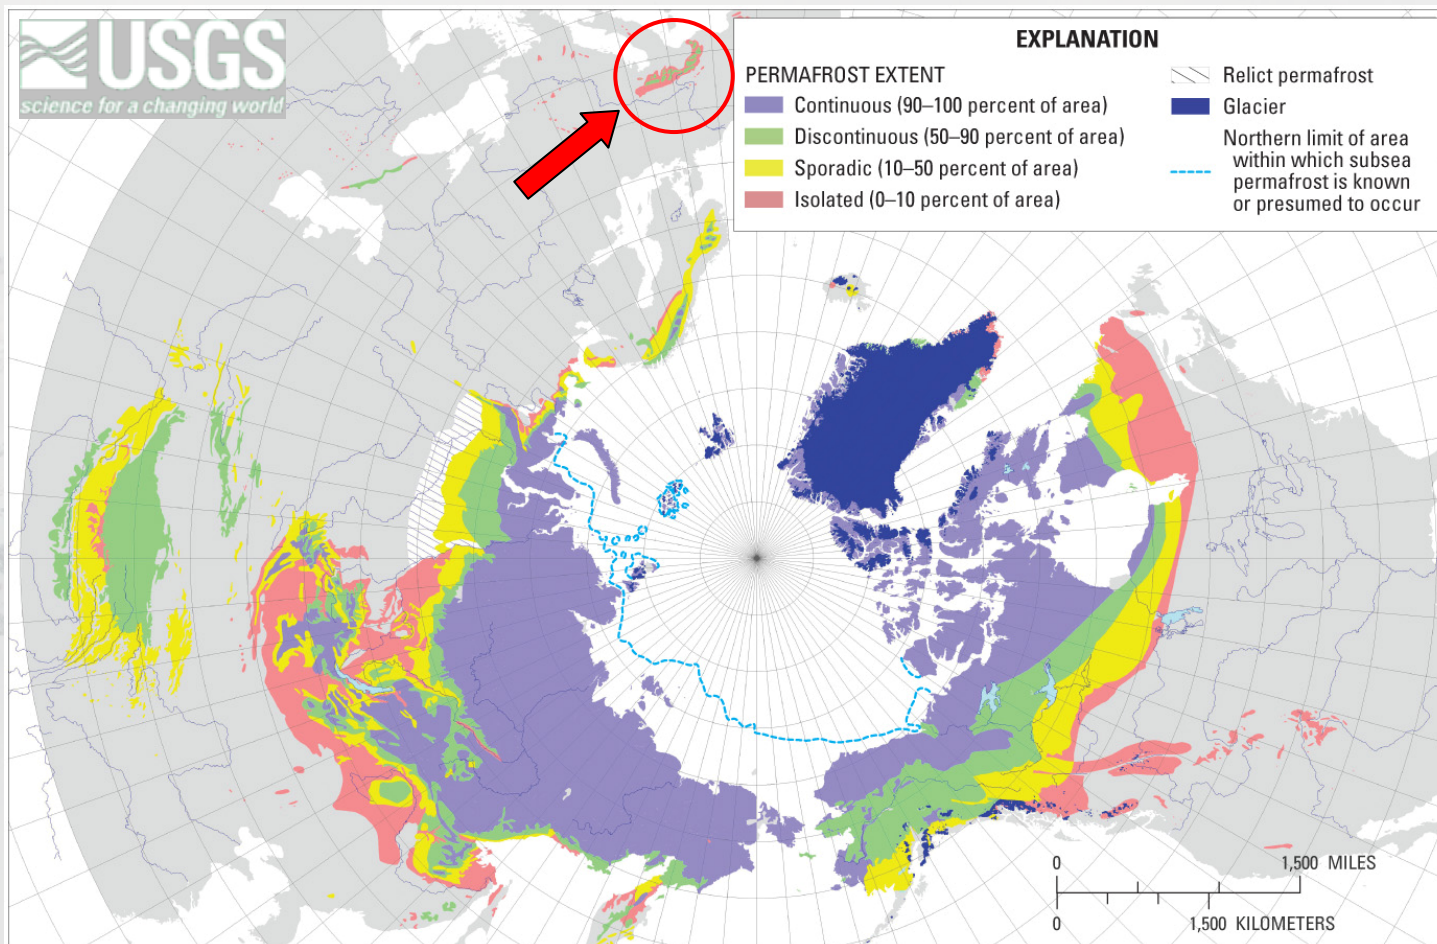 USGS
science for a changing world
EXPLANATION
PERMAFROST EXTENT
Continuous (90–100 percent of area)
Discontinuous (50–90 percent of area)
Sporadic (10–50 percent of area)
Isolated (0–10 percent of area)
Relict permafrost
Glacier
Northern limit of area
within which subsea
permafrost is known
or presumed to occur
0 1,500 MILES
0 1,500 KILOMETERS